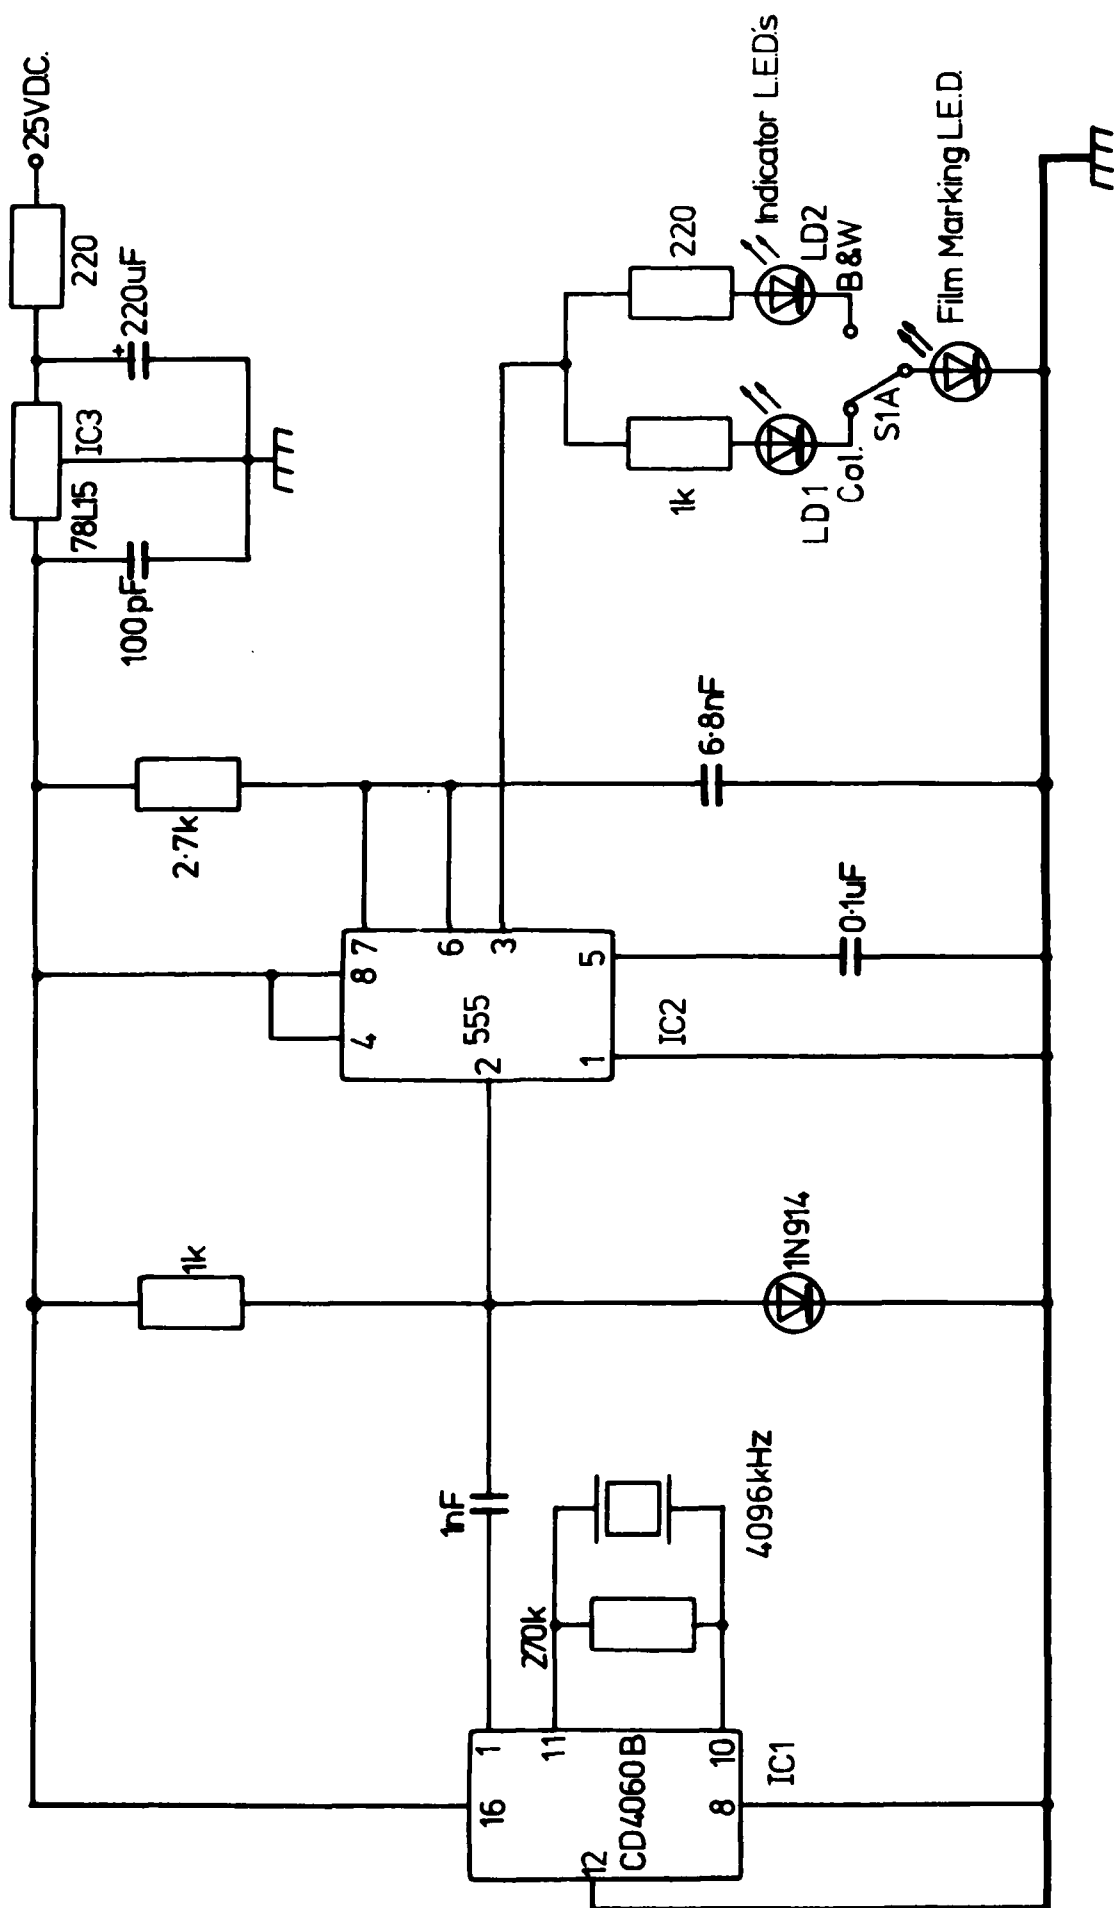 25VDC.
220
220uF
+
IC3
78L15
100pF
2·7k
1k
7
8
4
6
3
555
2
5
1
IC2
6·8nF
0·1uF
220
1k
Indicator L.E.D's
LD2
B&W
LD1
Col.
S1A
Film Marking L.E.D.
1N914
1nF
270k
4096kHz
1
16
11
CD4060B
12
10
8
IC1